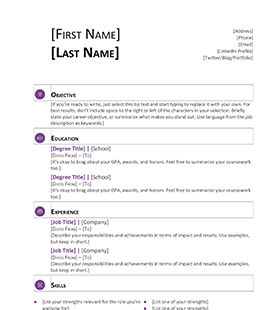 [First Name]
[Last Name]
[Address]
[Phone]
[Email]
[LinkedIn Profile]
[Twitter/Blog/Portfolio]
Objective
[If you're ready to write, just select this tip text and start typing to replace it with your own. For
best results, don't include space to the right or left of the characters in your selection. Briefly
state your career objective, or summarize what makes you stand out. Use language from the job
description as keywords.]
Education
[Degree Title] | [School]
[Dates From] – [To]
[It's okay to brag about your GPA, awards, and honors. Feel free to summarize your coursework
too.]
[Degree Title] | [School]
[Dates From] – [To]
[It's okay to brag about your GPA, awards, and honors. Feel free to summarize your coursework
too.]
Experience
[Job Title] | [Company]
[Dates From] – [To]
[Describe your responsibilities and achievements in terms of impact and results. Use examples,
but keep in short.]
[Job Title] | [Company]
[Dates From] – [To]
[Describe your responsibilities and achievements in terms of impact and results. Use examples,
but keep in short.]
Skills
• [List your strengths relevant for the role you're
applying for]
• [List one of your strengths]
• [List one of your strengths]